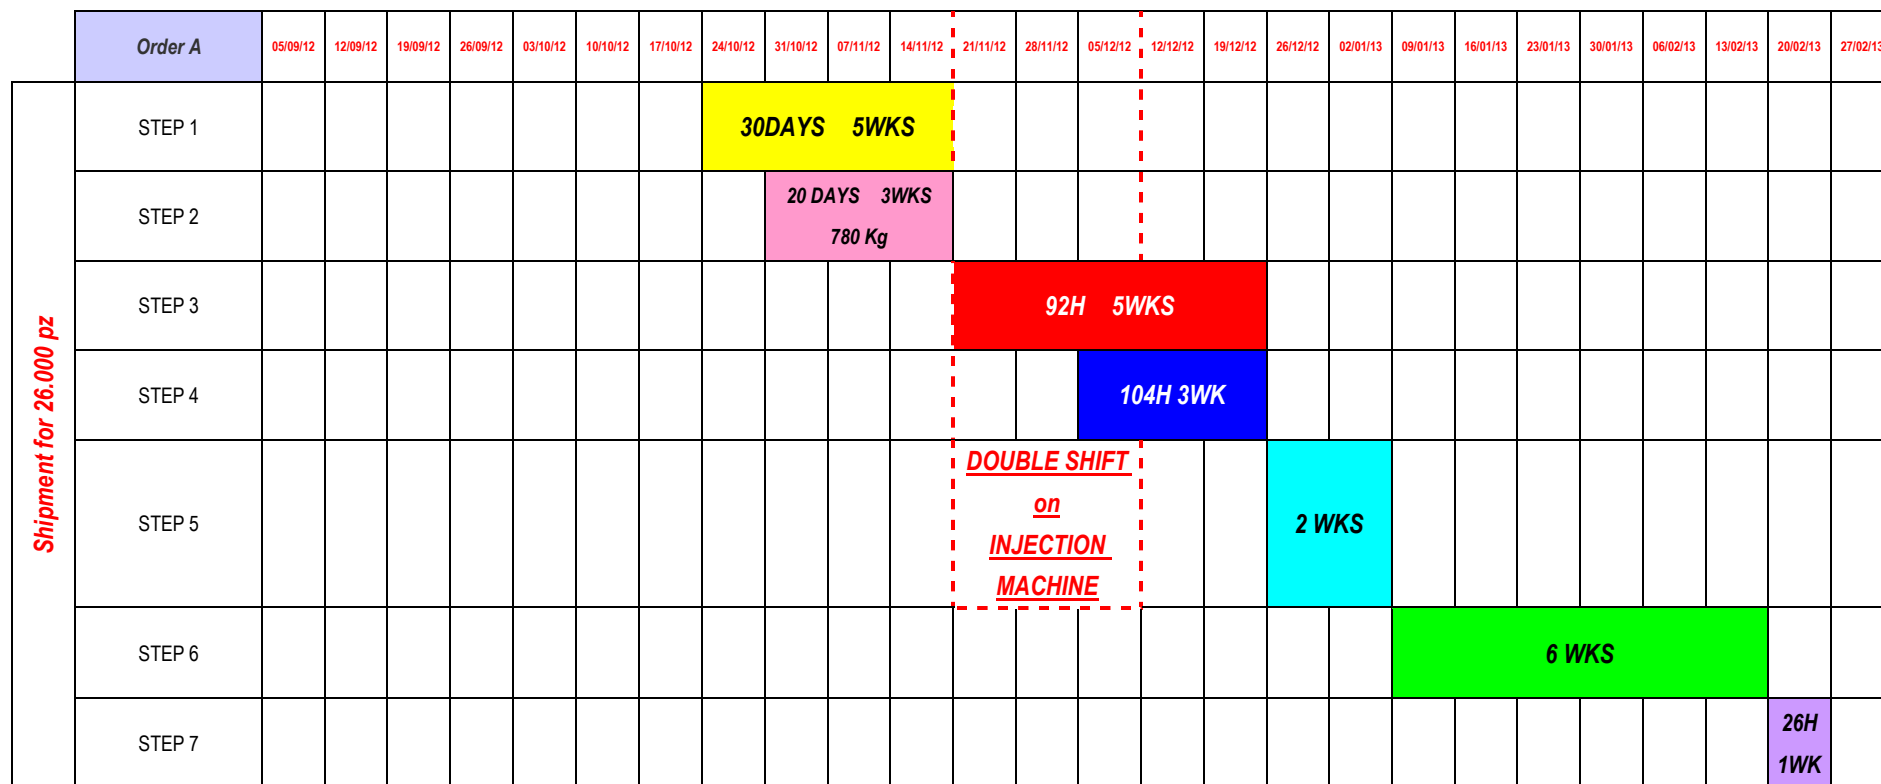 Order A 05/09/12 12/09/12 19/09/12 26/09/12 03/10/12 10/10/12 17/10/12 24/10/12 31/10/12 07/11/12 14/11/12 21/11/12 28/11/12 05/12/12 12/12/12 19/12/12 26/12/12 02/01/13 09/01/13 16/01/13 23/01/13 30/01/13 06/02/13 13/02/13 20/02/13 27/02/13
Shipment for 26.000 pz
STEP 1 30DAYS 5WKS
STEP 2 20 DAYS 3WKS
780 Kg
STEP 3 92H 5WKS
STEP 4 104H 3WK
STEP 5 DOUBLE SHIFT
on
INJECTION
MACHINE
2 WKS
STEP 6 6 WKS
STEP 7 26H
1WK